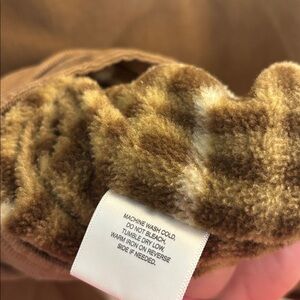 MACHINE WASH COLD,
DO NOT BLEACH,
TUMBLE DRY LOW.
WARM IRON ON REVERSE
SIDE IF NEEDED.